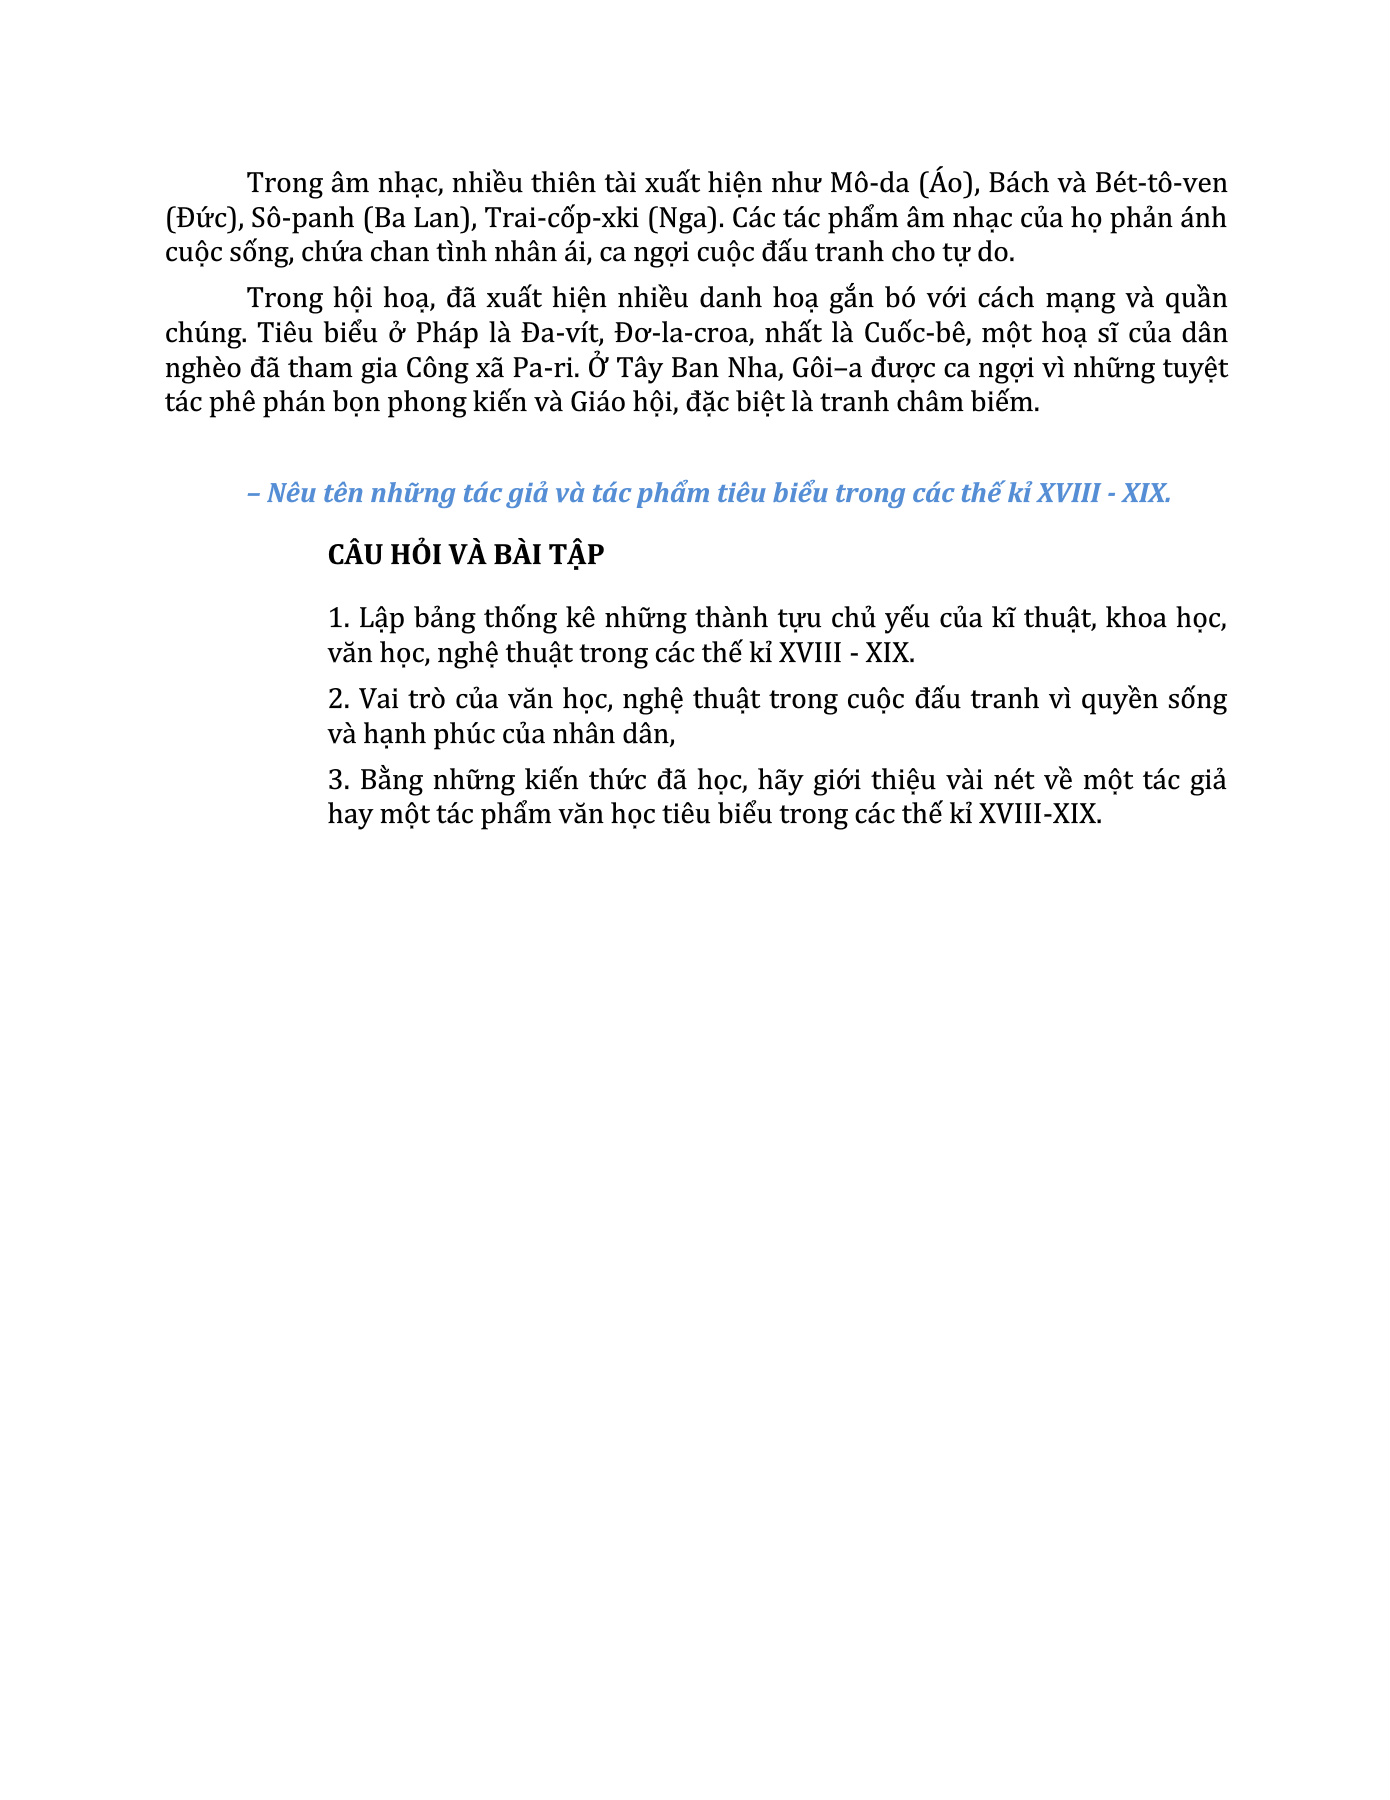 Trong âm nhạc, nhiều thiên tài xuất hiện như Mô-da (Áo), Bách và Bét-tô-ven
(Đức), Sô-panh (Ba Lan), Trai-cốp-xki (Nga). Các tác phẩm âm nhạc của họ phản ánh
cuộc sống, chứa chan tình nhân ái, ca ngợi cuộc đấu tranh cho tự do.
Trong hội hoạ, đã xuất hiện nhiều danh hoạ gắn bó với cách mạng và quần
chúng. Tiêu biểu ở Pháp là Đa-vít, Đơ-la-croa, nhất là Cuốc-bê, một hoạ sĩ của dân
nghèo đã tham gia Công xã Pa-ri. Ở Tây Ban Nha, Gôi–a được ca ngợi vì những tuyệt
tác phê phán bọn phong kiến và Giáo hội, đặc biệt là tranh châm biếm.
– Nêu tên những tác giả và tác phẩm tiêu biểu trong các thế kỉ XVIII - XIX.
CÂU HỎI VÀ BÀI TẬP
1. Lập bảng thống kê những thành tựu chủ yếu của kĩ thuật, khoa học,
văn học, nghệ thuật trong các thế kỉ XVIII - XIX.
2. Vai trò của văn học, nghệ thuật trong cuộc đấu tranh vì quyền sống
và hạnh phúc của nhân dân,
3. Bằng những kiến thức đã học, hãy giới thiệu vài nét về một tác giả
hay một tác phẩm văn học tiêu biểu trong các thế kỉ XVIII-XIX.